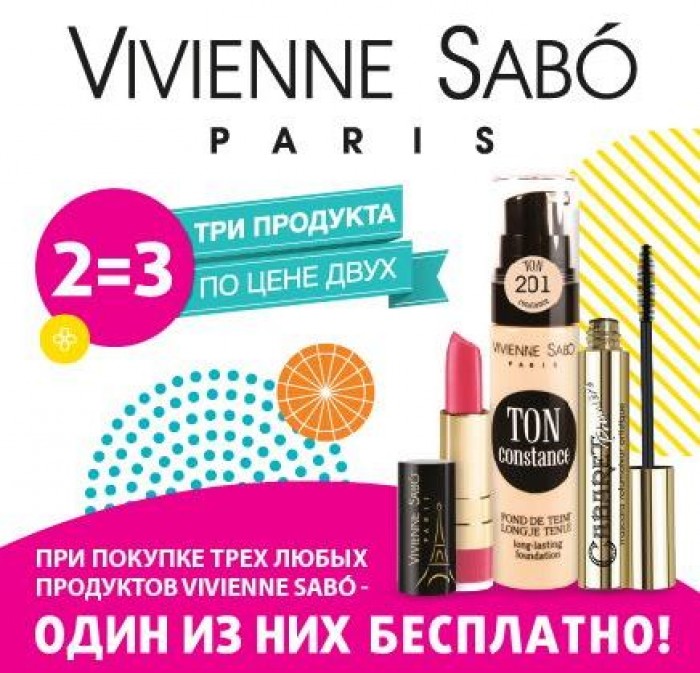 VIVIENNE SABÓ
PARIS
2=3
ТРИ ПРОДУКТА
ПО ЦЕНЕ ДВУХ
TON
201
VIVIENNE SABÓ
PARIS
TON
constance
FOND DE TEINT
LONGUE TENUE
long-lasting
foundation
VIVIENNE SABÓ
PARIS
CABARET
ПРИ ПОКУПКЕ ТРЕХ ЛЮБЫХ
ПРОДУКТОВ VIVIENNE SABÓ -
ОДИН ИЗ НИХ БЕСПЛАТНО!